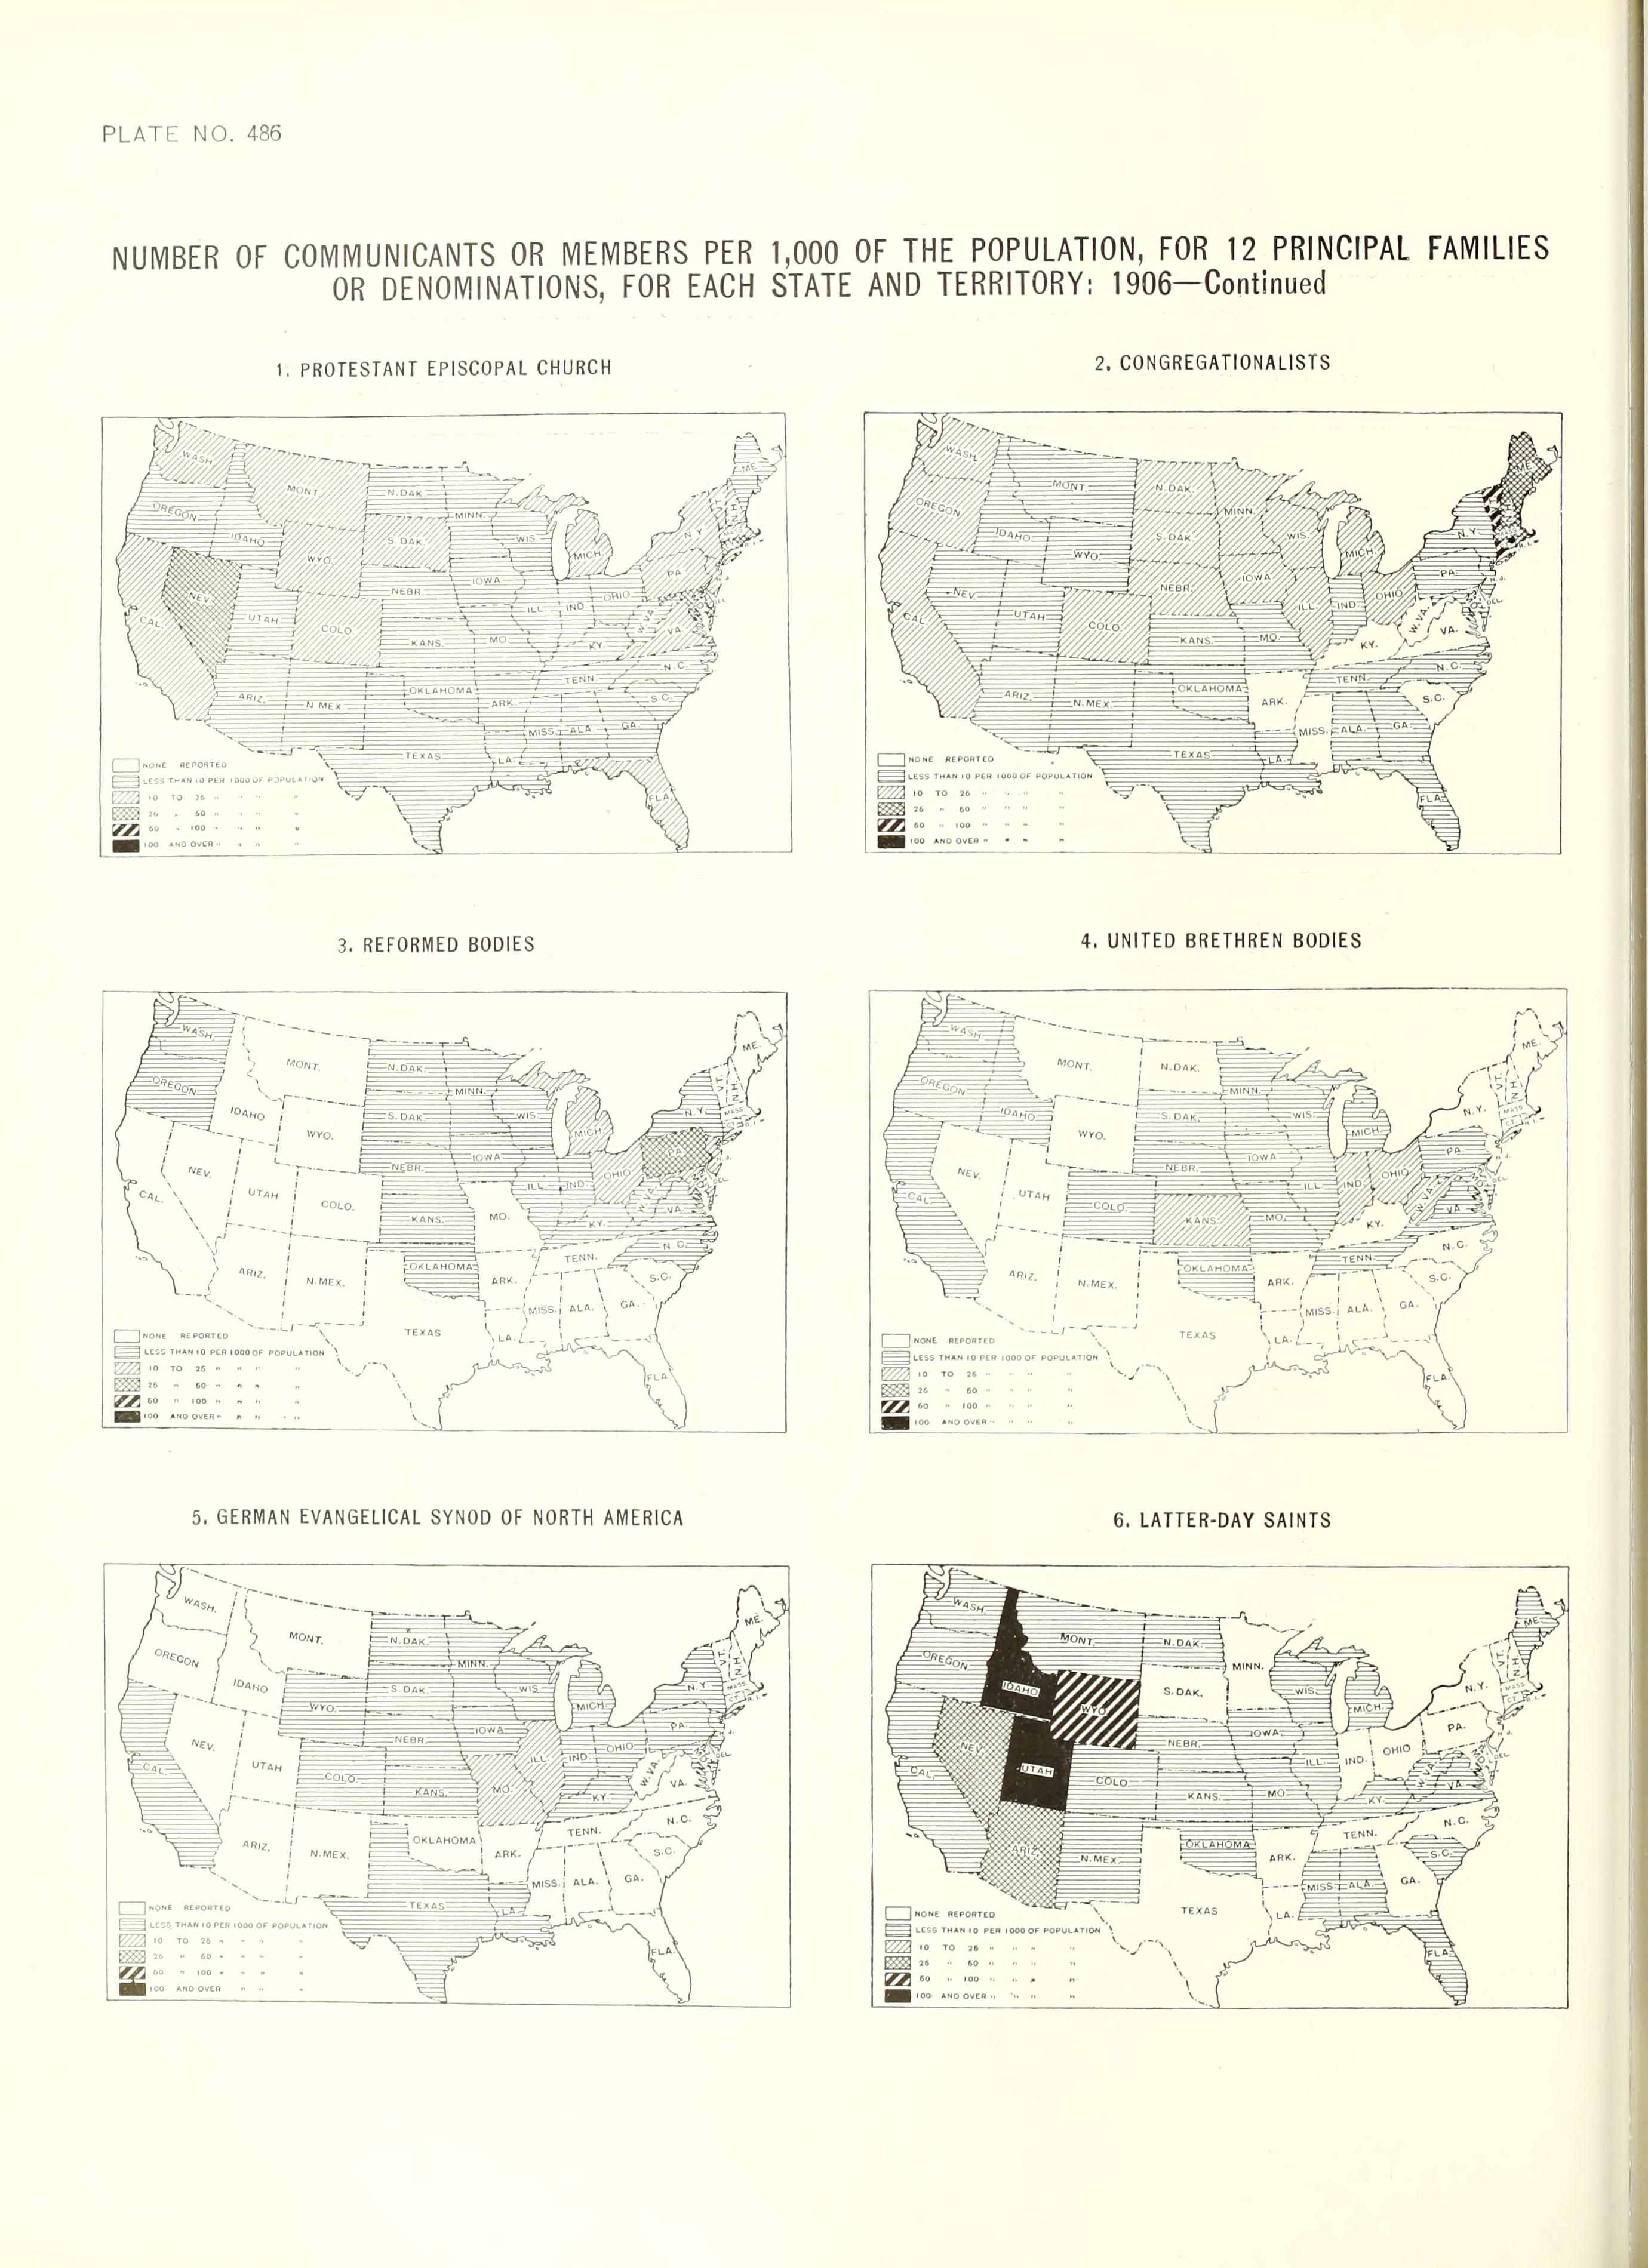 PLATE NO. 486
NUMBER OF COMMUNICANTS OR MEMBERS PER 1,000 OF THE POPULATION, FOR 12 PRINCIPAL FAMILIES
OR DENOMINATIONS, FOR EACH STATE AND TERRITORY: 1906—Continued
1. PROTESTANT EPISCOPAL CHURCH
WASH.
MONT.
N. DAK.
MINN.
ME.
OREGON
IDAHO
WYO.
S. DAK.
WIS.
MICH.
N.Y.
NEV.
IOWA
PA.
NEBR.
OHIO
ILL.
IND.
CAL.
UTAH
COLO.
KANS.
MO.
KY.
W.VA.
VA.
N.C.
TENN.
ARIZ.
N.MEX.
OKLAHOMA
ARK.
S.C.
MISS.
ALA.
GA.
TEXAS
LA.
FLA.
NONE REPORTED
LESS THAN 10 PER 1000 OF POPULATION
10 TO 25 " " " "
25 " 50 " " " "
50 " 100 " " " "
100 AND OVER " " " "
2. CONGREGATIONALISTS
WASH.
MONT.
N.DAK.
MINN.
ME.
OREGON
IDAHO
WYO.
S.DAK.
WIS.
MICH.
N.Y.
NEV.
IOWA
PA.
NEBR.
OHIO
ILL.
IND.
DEL.
CAL.
UTAH
COLO.
KANS.
MO.
KY.
W.VA.
VA.
N.C.
TENN.
ARIZ.
N.MEX.
OKLAHOMA
ARK.
S.C.
MISS.
ALA.
GA.
TEXAS
LA.
FLA.
NONE REPORTED
LESS THAN 10 PER 1000 OF POPULATION
10 TO 25 " " " "
25 " 50 " " " "
50 " 100 " " " "
100 AND OVER " " " "
3. REFORMED BODIES
WASH.
MONT.
N.DAK.
MINN.
ME.
VT.
N.H.
MASS.
CT.
R.I.
OREGON
IDAHO
WYO.
S.DAK.
WIS.
MICH.
N.Y.
NEV.
IOWA
PA.
NEBR.
OHIO
ILL.
IND.
DEL.
CAL.
UTAH
COLO.
KANS.
MO.
KY.
W.VA.
VA.
N.C.
TENN.
ARIZ.
N.MEX.
OKLAHOMA
ARK.
S.C.
MISS.
ALA.
GA.
TEXAS
LA.
FLA.
NONE REPORTED
LESS THAN 10 PER 1000 OF POPULATION
10 TO 25 " " " "
25 " 50 " " " "
50 " 100 " " " "
100 AND OVER " " " "
4. UNITED BRETHREN BODIES
WASH.
MONT.
N.DAK.
MINN.
ME.
VT.
N.H.
MASS.
CT.
R.I.
OREGON
IDAHO
WYO.
S.DAK.
WIS.
MICH.
N.Y.
NEV.
IOWA
PA.
N.J.
NEBR.
OHIO
ILL.
IND.
DEL.
CAL.
UTAH
COLO.
KANS.
MO.
KY.
W.VA.
VA.
N.C.
TENN.
ARIZ.
N.MEX.
OKLAHOMA
ARK.
S.C.
MISS.
ALA.
GA.
TEXAS
LA.
FLA.
NONE REPORTED
LESS THAN 10 PER 1000 OF POPULATION
10 TO 25 " " " "
25 " 50 " " " "
50 " 100 " " " "
100 AND OVER " " " "
5. GERMAN EVANGELICAL SYNOD OF NORTH AMERICA
WASH.
MONT.
N.DAK.
MINN.
ME.
VT.
N.H.
MASS.
CT.
R.I.
OREGON
IDAHO
WYO.
S.DAK.
WIS.
MICH.
N.Y.
NEV.
IOWA
PA.
N.J.
NEBR.
OHIO
ILL.
IND.
DEL.
CAL.
UTAH
COLO.
KANS.
MO.
KY.
W.VA.
VA.
N.C.
TENN.
ARIZ.
N.MEX.
OKLAHOMA
ARK.
S.C.
MISS.
ALA.
GA.
TEXAS
LA.
FLA.
NONE REPORTED
LESS THAN 10 PER 1000 OF POPULATION
10 TO 25 " " " "
25 " 50 " " " "
50 " 100 " " " "
100 AND OVER " " "
6. LATTER-DAY SAINTS
WASH.
MONT.
N.DAK.
MINN.
ME.
VT.
N.H.
MASS.
CT.
R.I.
OREGON
IDAHO
WYO.
S.DAK.
WIS.
MICH.
N.Y.
NEV.
IOWA
PA.
N.J.
NEBR.
OHIO
ILL.
IND.
DEL.
CAL.
UTAH
COLO.
KANS.
MO.
KY.
W.VA.
VA.
N.C.
TENN.
ARIZ.
N.MEX.
OKLAHOMA
ARK.
S.C.
MISS.
ALA.
GA.
TEXAS
LA.
FLA.
NONE REPORTED
LESS THAN 10 PER 1000 OF POPULATION
10 TO 25 " " " "
25 " 50 " " " "
50 " 100 " " " "
100 AND OVER " " " "